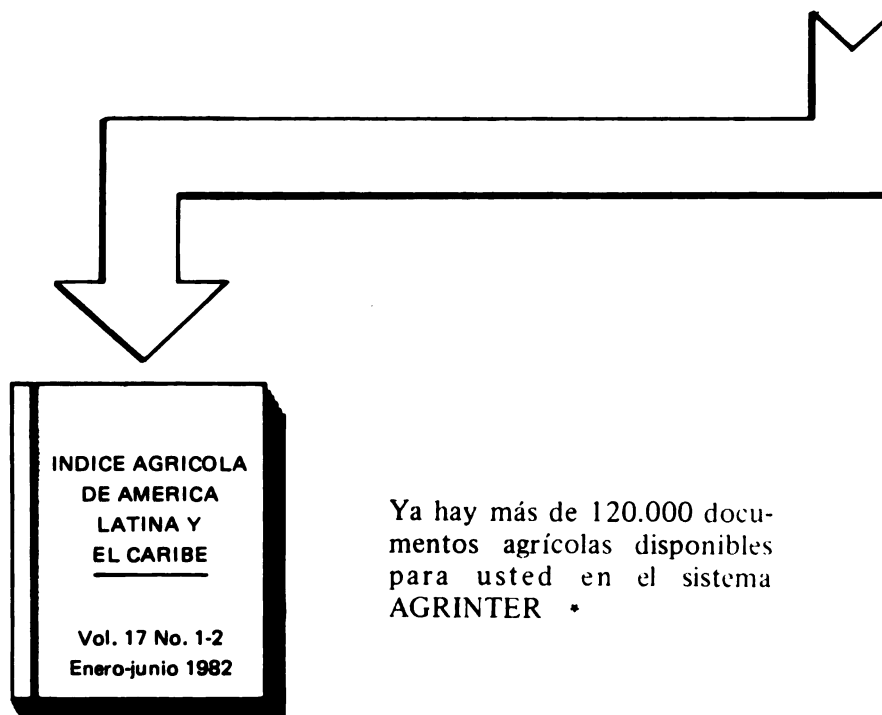 INDICE AGRICOLA
DE AMERICA
LATINA Y
EL CARIBE
Vol. 17 No. 1-2
Enero-junio 1982
Ya hay más de 120.000 docu-
mentos agrícolas disponibles
para usted en el sistema
AGRINTER *